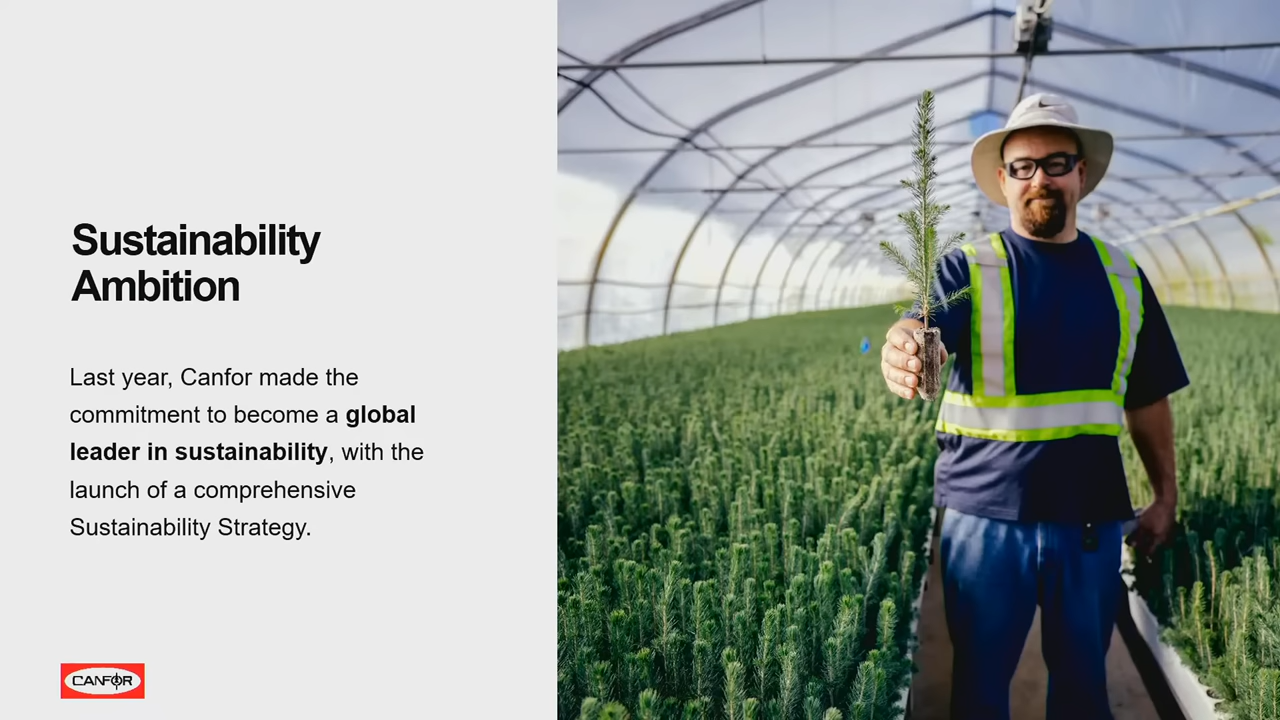 Sustainability
Ambition
Last year, Canfor made the
commitment to become a global
leader in sustainability, with the
launch of a comprehensive
Sustainability Strategy.
CANFOR